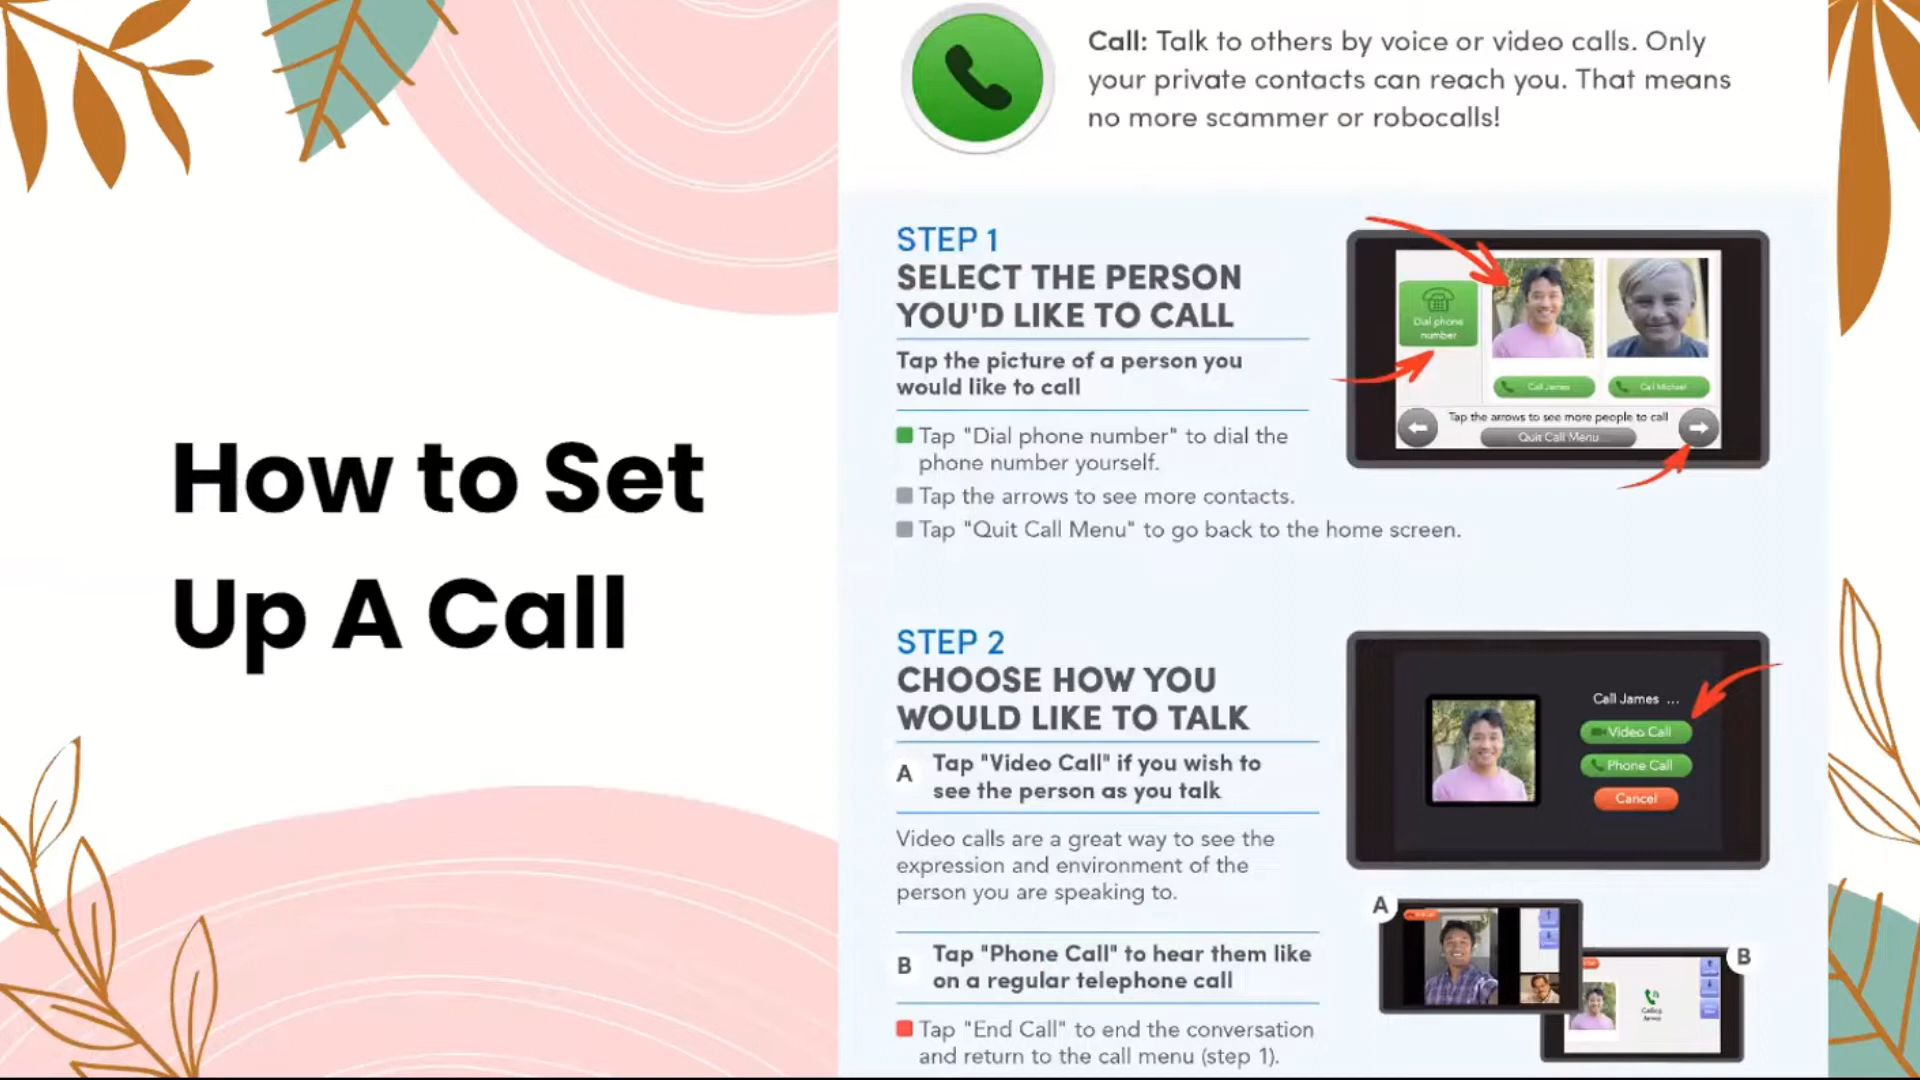 How to Set
Up A Call
Call: Talk to others by voice or video calls. Only
your private contacts can reach you. That means
no more scammer or robocalls!
STEP 1
SELECT THE PERSON
YOU'D LIKE TO CALL
Tap the picture of a person you
would like to call
Tap "Dial phone number" to dial the
phone number yourself.
Tap the arrows to see more contacts.
Tap "Quit Call Menu" to go back to the home screen.
Dial phone
number
Call James
Call Michael
Tap the arrows to see more people to call
Quit Call Menu
STEP 2
CHOOSE HOW YOU
WOULD LIKE TO TALK
A Tap "Video Call" if you wish to
see the person as you talk
Video calls are a great way to see the
expression and environment of the
person you are speaking to.
B Tap "Phone Call" to hear them like
on a regular telephone call
Tap "End Call" to end the conversation
and return to the call menu (step 1).
Call James ...
Video Call
Phone Call
Cancel
A
B
Calling
James